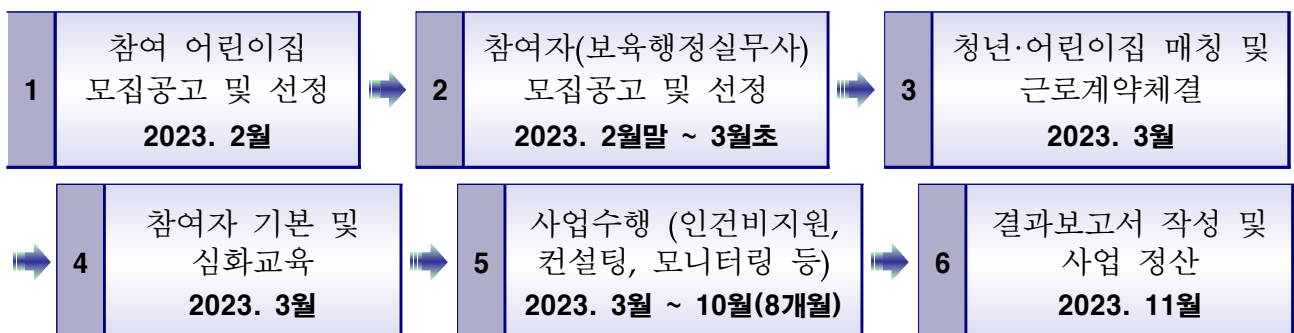 1
참여 어린이집
모집공고 및 선정
2023. 2월
2
참여자(보육행정실무사)
모집공고 및 선정
2023. 2월말 ~ 3월초
3
청년·어린이집 매칭 및
근로계약체결
2023. 3월
4
참여자 기본 및
심화교육
2023. 3월
5
사업수행 (인건비지원,
컨설팅, 모니터링 등)
2023. 3월 ~ 10월(8개월)
6
결과보고서 작성 및
사업 정산
2023. 11월